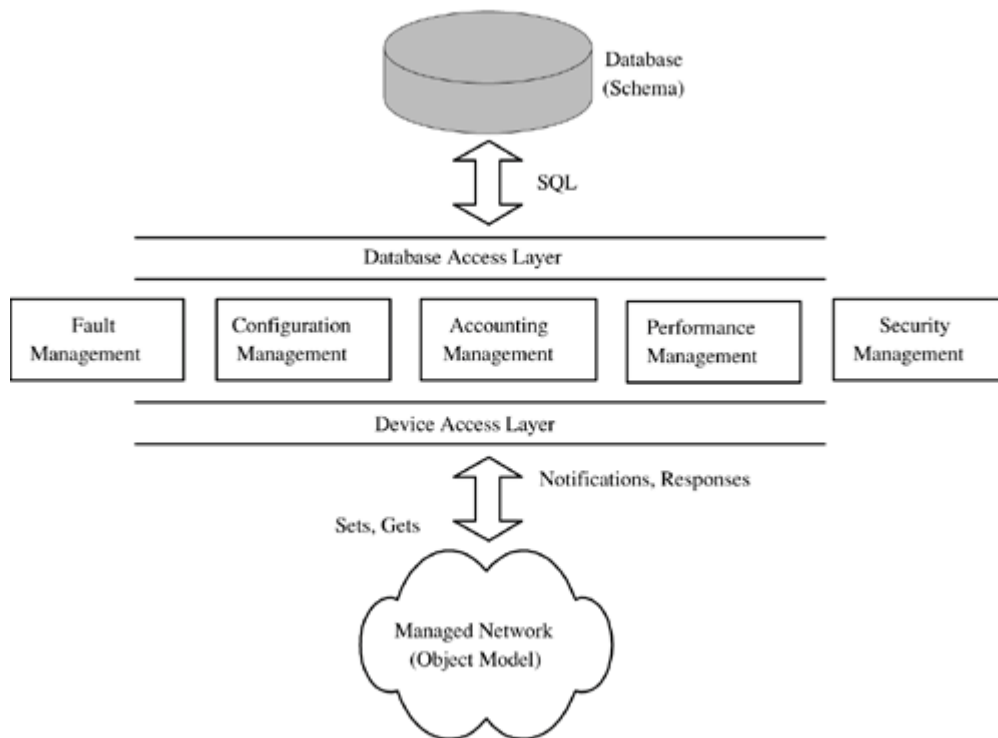 Database
(Schema)
SQL
Database Access Layer
Fault
Management
Configuration
Management
Accounting
Management
Performance
Management
Security
Management
Device Access Layer
Notifications, Responses
Sets, Gets
Managed Network
(Object Model)